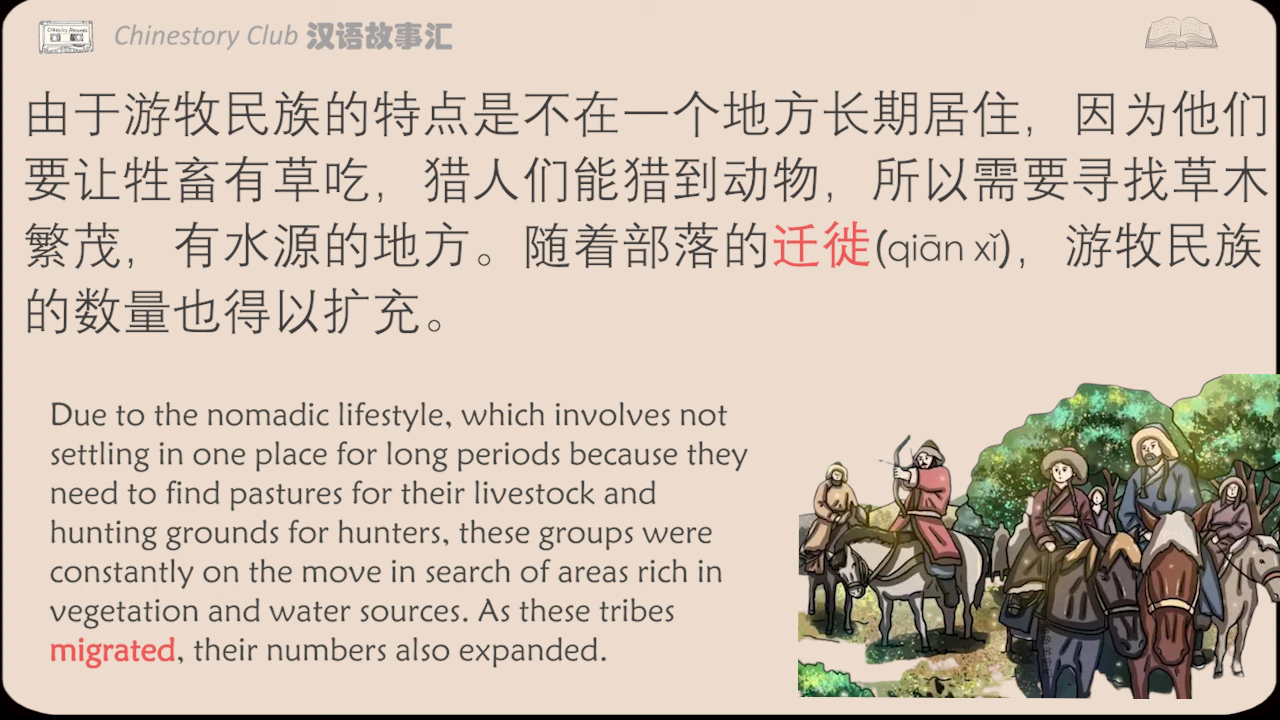 Chinestory Records
Chinestory Club 汉语故事汇
由于游牧民族的特点是不在一个地方长期居住，因为他们
要让牲畜有草吃，猎人们能猎到动物，所以需要寻找草木
繁茂，有水源的地方。随着部落的迁徙(qiān xǐ)，游牧民族
的数量也得以扩充。
Due to the nomadic lifestyle, which involves not
settling in one place for long periods because they
need to find pastures for their livestock and
hunting grounds for hunters, these groups were
constantly on the move in search of areas rich in
vegetation and water sources. As these tribes
migrated, their numbers also expanded.